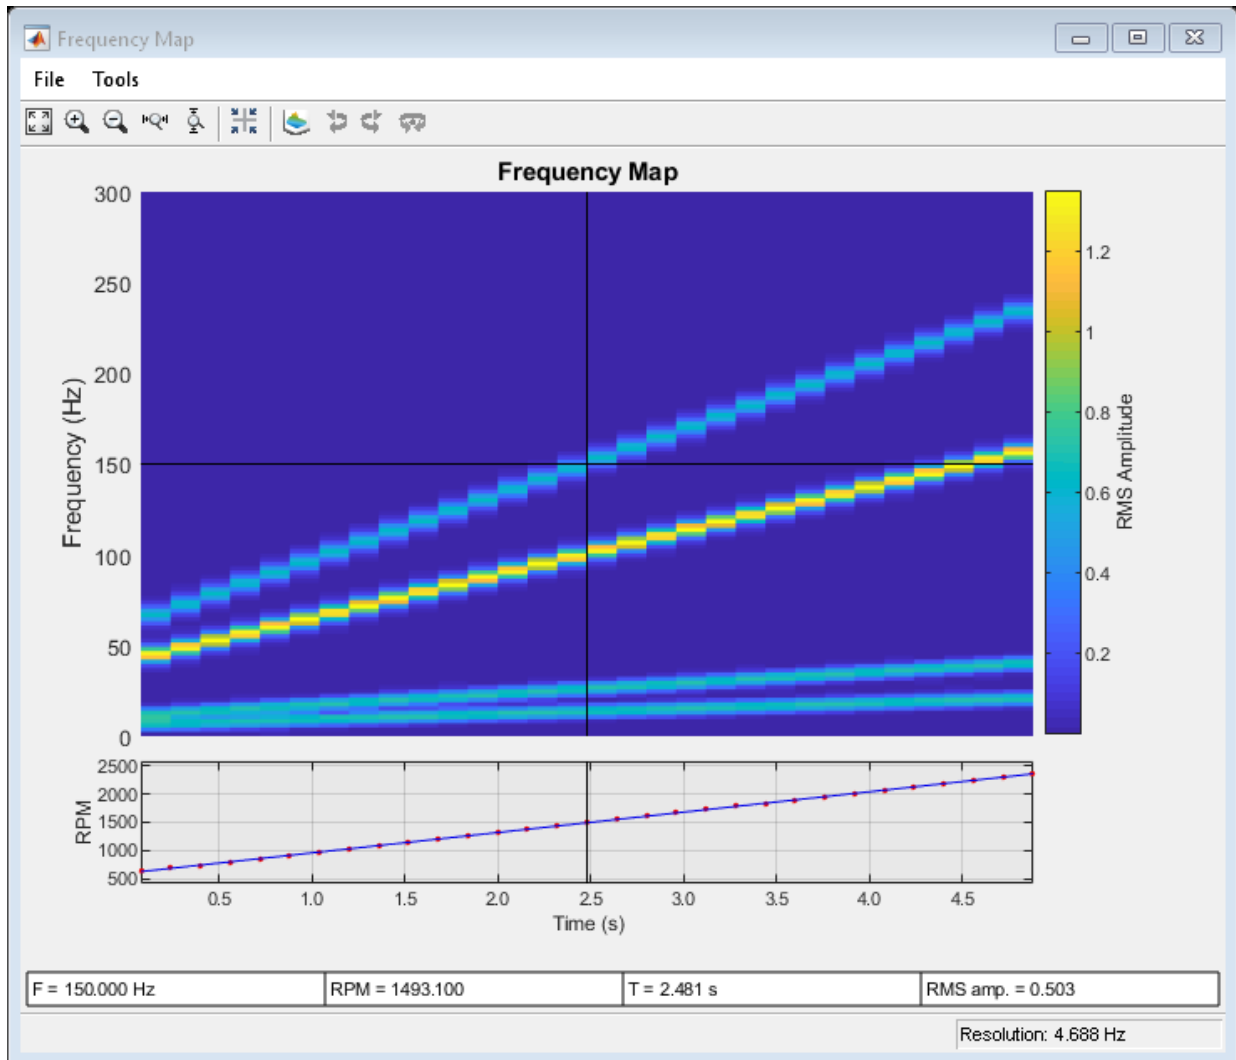 Frequency Map
File Tools
Frequency Map
300
250
200
150
100
50
0
Frequency (Hz)
1.2
1
0.8
0.6
0.4
0.2
RMS Amplitude
2500
2000
1500
1000
500
RPM
0.5 1.0 1.5 2.0 2.5 3.0 3.5 4.0 4.5
Time (s)
F = 150.000 Hz RPM = 1493.100 T = 2.481 s RMS amp. = 0.503
Resolution: 4.688 Hz